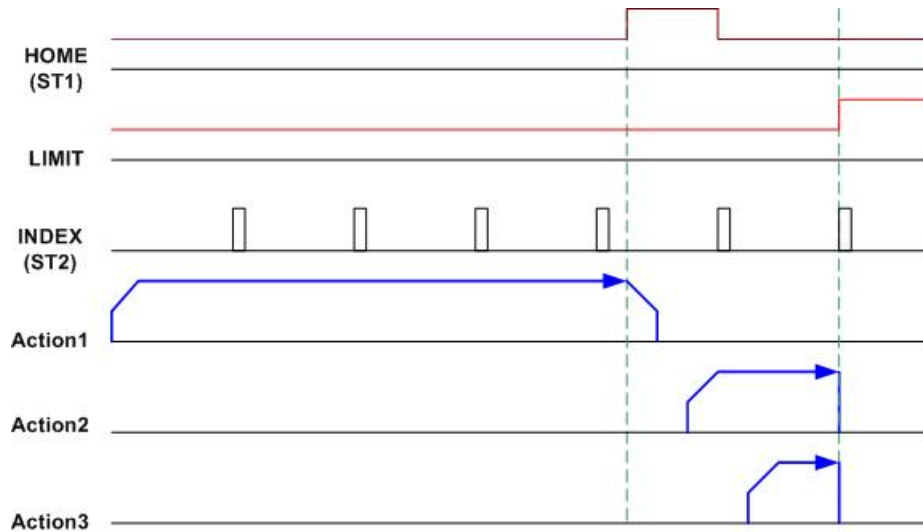 HOME
(ST1)
LIMIT
INDEX
(ST2)
Action1
Action2
Action3